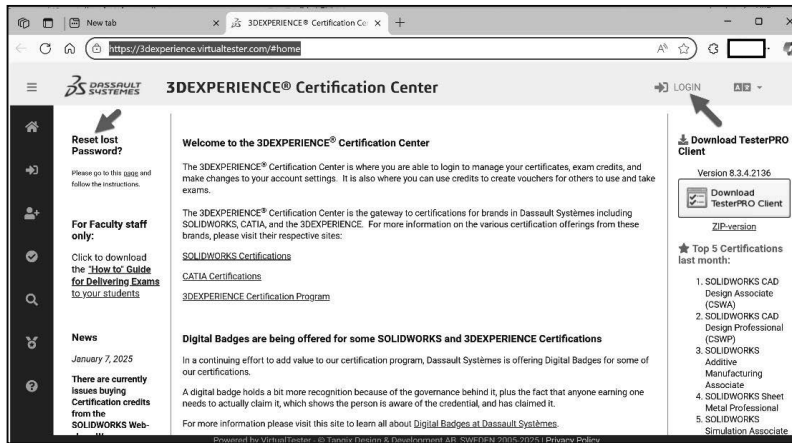 New tab
3DEXPERIENCE® Certification Cer
https://3dexperience.virtualtester.com/#home
DASSAULT
SYSTEMES
3DEXPERIENCE® Certification Center
LOGIN
Reset lost
Password?
Please go to this page and
follow the instructions.
For Faculty staff
only:
Click to download
the "How to" Guide
for Delivering Exams
to your students
News
January 7, 2025
There are currently
issues buying
Certification credits
from the
SOLIDWORKS Web-
Welcome to the 3DEXPERIENCE® Certification Center
The 3DEXPERIENCE® Certification Center is where you are able to login to manage your certificates, exam credits, and
make changes to your account settings. It is also where you can use credits to create vouchers for others to use and take
exams.
The 3DEXPERIENCE® Certification Center is the gateway to certifications for brands in Dassault Systèmes including
SOLIDWORKS, CATIA, and the 3DEXPERIENCE. For more information on the various certification offerings from these
brands, please visit their respective sites:
SOLIDWORKS Certifications
CATIA Certifications
3DEXPERIENCE Certification Program
Digital Badges are being offered for some SOLIDWORKS and 3DEXPERIENCE Certifications
In a continuing effort to add value to our certification program, Dassault Systèmes is offering Digital Badges for some of
our certifications.
A digital badge holds a bit more recognition because of the governance behind it, plus the fact that anyone earning one
needs to actually claim it, which shows the person is aware of the credential, and has claimed it.
For more information please visit this site to learn all about Digital Badges at Dassault Systèmes.
Download TesterPRO
Client
Version 8.3.4.2136
Download
TesterPRO Client
ZIP-version
Top 5 Certifications
last month:
1. SOLIDWORKS CAD
Design Associate
(CSWA)
2. SOLIDWORKS CAD
Design Professional
(CSWP)
3. SOLIDWORKS
Additive
Manufacturing
Associate
4. SOLIDWORKS Sheet
Metal Professional
5. SOLIDWORKS
Simulation Associate
Powered by VirtualTester - © Tangix Design & Development AB, SWEDEN 2005-2025 | Privacy Policy